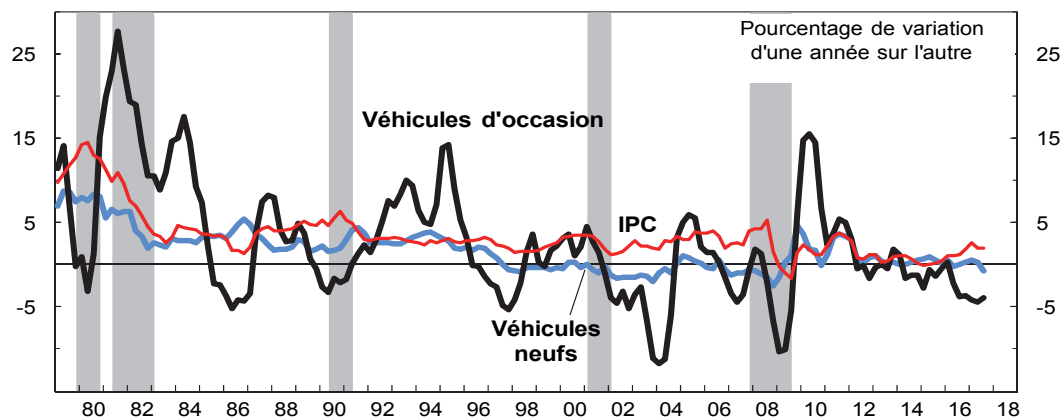 Pourcentage de variation
d'une année sur l'autre
25
25
Véhicules d'occasion
15
15
IPC
5
5
-5
-5
Véhicules
neufs
80 82 84 86 88 90 92 94 96 98 00 02 04 06 08 10 12 14 16 18